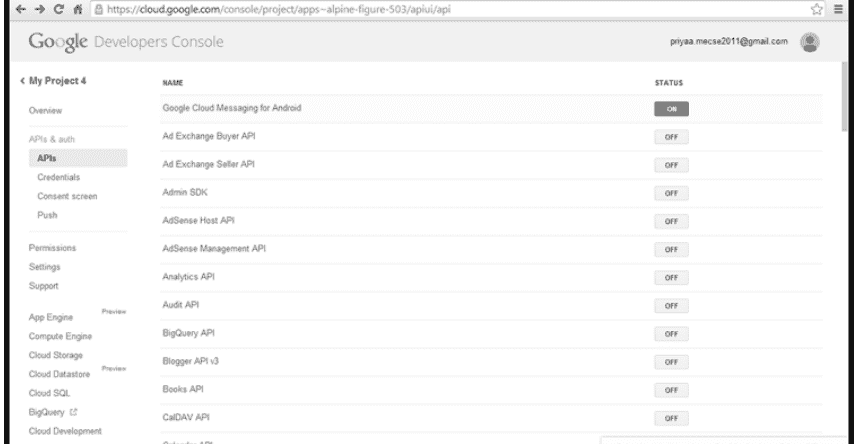 https://cloud.google.com/console/project/apps~alpine-figure-503/apiui/api
Google Developers Console
priyaa.mecse2011@gmail.com
< My Project 4
NAME
STATUS
Google Cloud Messaging for Android
ON
Overview
Ad Exchange Buyer API
OFF
APIs & auth
APIs
Ad Exchange Seller API
OFF
Credentials
Admin SDK
OFF
Consent screen
Push
AdSense Host API
OFF
Permissions
AdSense Management API
OFF
Settings
Analytics API
OFF
Support
Audit API
OFF
App Engine
Preview
Compute Engine
BigQuery API
OFF
Cloud Storage
Blogger API v3
OFF
Cloud Datastore
Preview
Cloud SQL
Books API
OFF
BigQuery
CalDAV API
OFF
Cloud Development
Calendar API